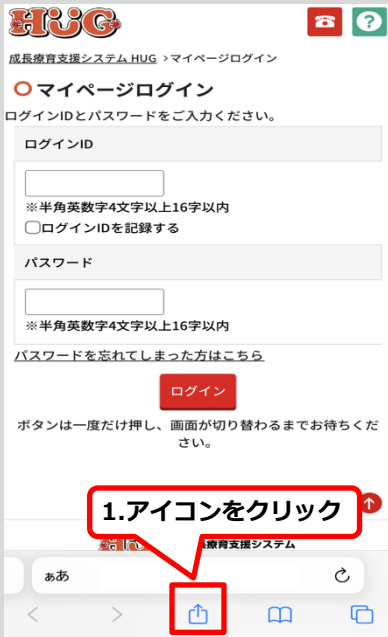 HUG
成長療育支援システム HUG >マイページログイン
マイページログイン
ログインIDとパスワードをご入力ください。
ログインID
※半角英数字4文字以上16字以内
ログインIDを記録する
パスワード
※半角英数字4文字以上16字以内
パスワードを忘れてしまった方はこちら
ログイン
ボタンは一度だけ押し、画面が切り替わるまでお待ちくだ
さい。
1.アイコンをクリック
療育支援システム
ぁあ